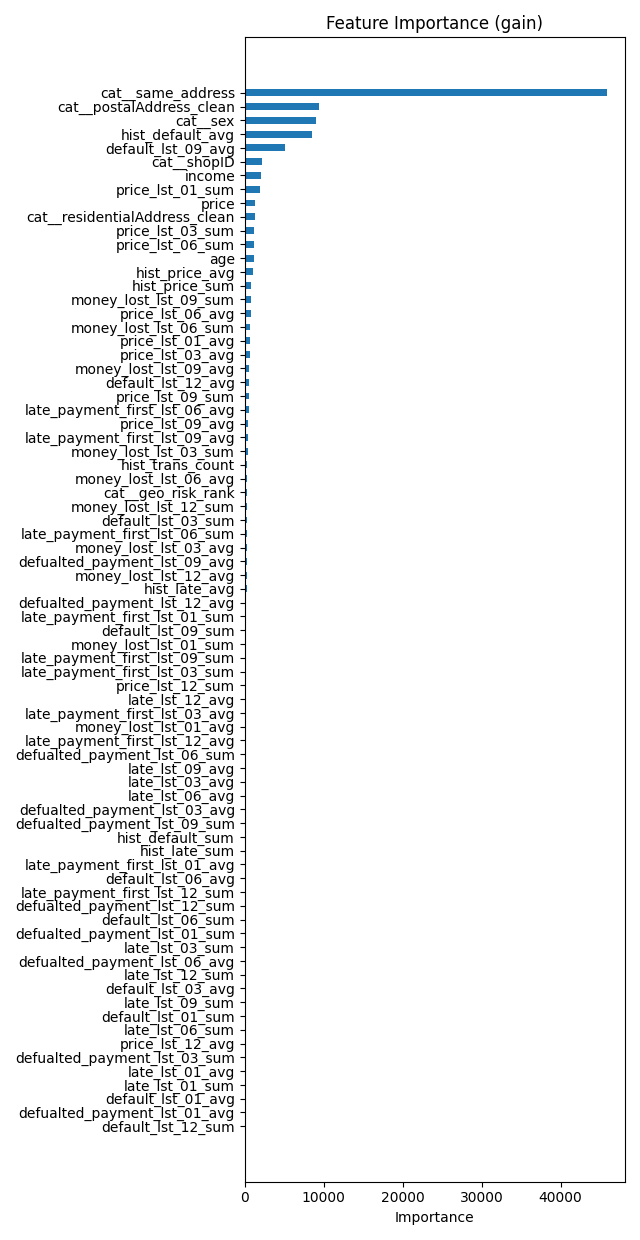 Feature Importance (gain)
cat__same_address
cat__postalAddress_clean
cat__sex
hist_default_avg
default_lst_09_avg
cat__shopID
income
price_lst_01_sum
price
cat__residentialAddress_clean
price_lst_03_sum
price_lst_06_sum
age
hist_price_avg
hist_price_sum
money_lost_lst_09_sum
price_lst_06_avg
money_lost_lst_06_sum
price_lst_01_avg
price_lst_03_avg
money_lost_lst_09_avg
default_lst_12_avg
price_lst_09_sum
late_payment_first_lst_06_avg
price_lst_09_avg
late_payment_first_lst_09_avg
money_lost_lst_03_sum
hist_trans_count
money_lost_lst_06_avg
cat__geo_risk_rank
money_lost_lst_12_sum
default_lst_03_sum
late_payment_first_lst_06_sum
money_lost_lst_03_avg
defualted_payment_lst_09_avg
money_lost_lst_12_avg
hist_late_avg
defualted_payment_lst_12_avg
late_payment_first_lst_01_sum
default_lst_09_sum
money_lost_lst_01_sum
late_payment_first_lst_09_sum
late_payment_first_lst_03_sum
price_lst_12_sum
late_lst_12_avg
late_payment_first_lst_03_avg
money_lost_lst_01_avg
late_payment_first_lst_12_avg
defualted_payment_lst_06_sum
late_lst_09_avg
late_lst_03_avg
late_lst_06_avg
defualted_payment_lst_03_avg
defualted_payment_lst_09_sum
hist_default_sum
hist_late_sum
late_payment_first_lst_01_avg
default_lst_06_avg
late_payment_first_lst_12_sum
defualted_payment_lst_12_sum
default_lst_06_sum
defualted_payment_lst_01_sum
late_lst_03_sum
defualted_payment_lst_06_avg
late_lst_12_sum
default_lst_03_avg
late_lst_09_sum
default_lst_01_sum
late_lst_06_sum
price_lst_12_avg
defualted_payment_lst_03_sum
late_lst_01_avg
late_lst_01_sum
default_lst_01_avg
defualted_payment_lst_01_avg
default_lst_12_sum
0 10000 20000 30000 40000
Importance